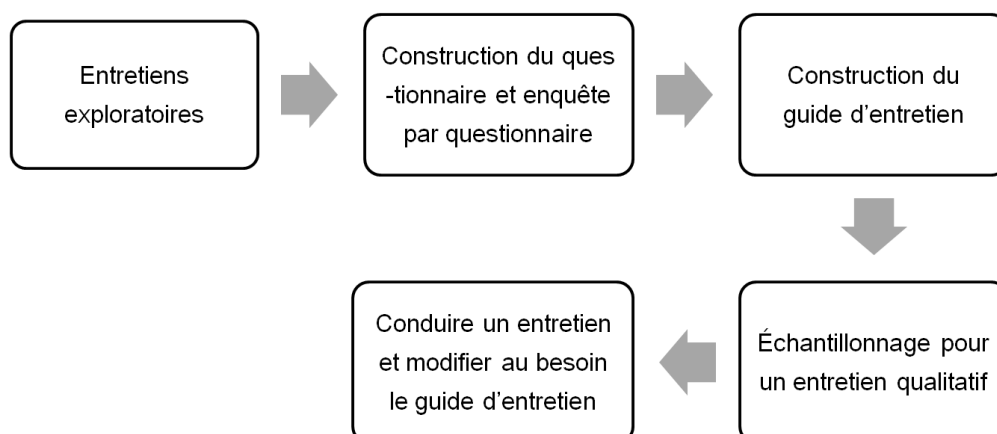 Entretiens
exploratoires
Construction du ques
-tionnaire et enquête
par questionnaire
Construction du
guide d’entretien
Échantillonnage pour
un entretien qualitatif
Conduire un entretien
et modifier au besoin
le guide d’entretien